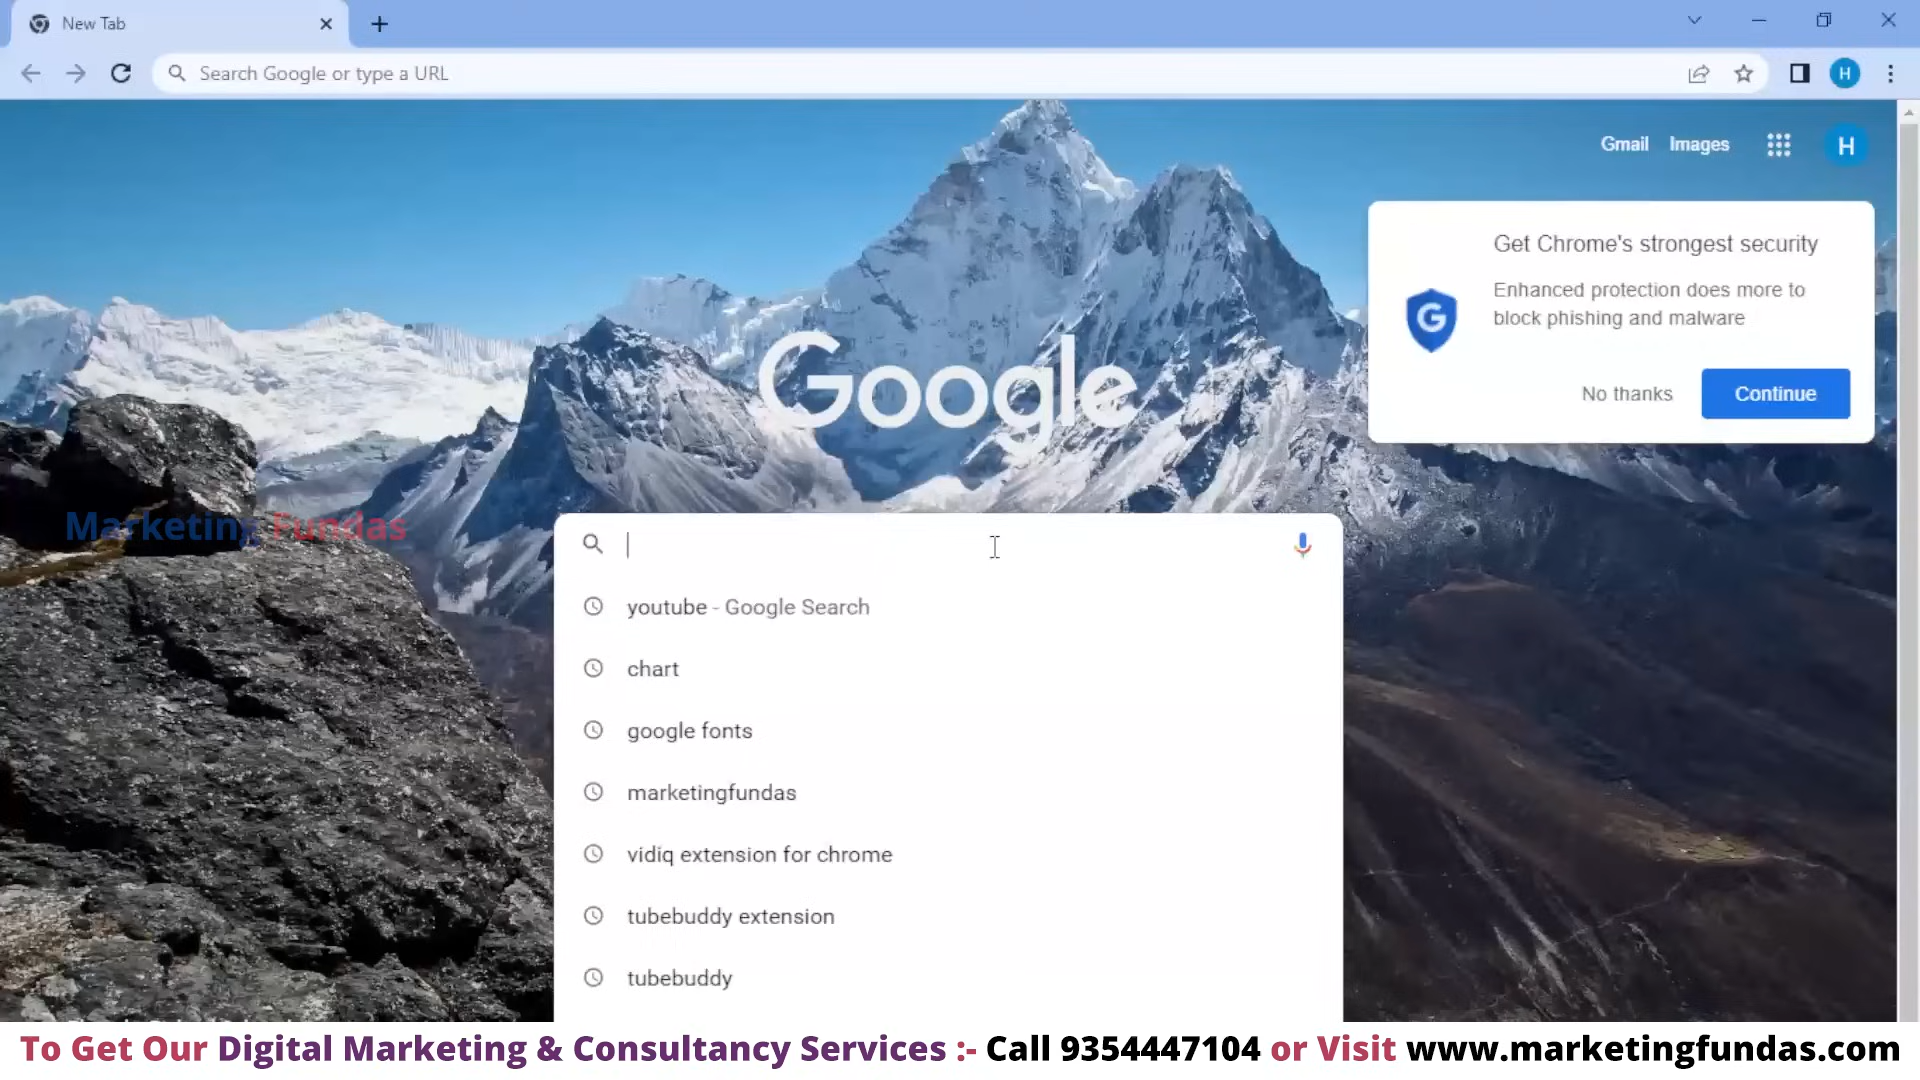 New Tab
Search Google or type a URL
H
Gmail Images
H
Get Chrome's strongest security
Enhanced protection does more to
block phishing and malware
G
No thanks Continue
Google
Marketing Fundas
youtube - Google Search
chart
google fonts
marketingfundas
vidiq extension for chrome
tubebuddy extension
tubebuddy
To Get Our Digital Marketing & Consultancy Services :- Call 9354447104 or Visit www.marketingfundas.com